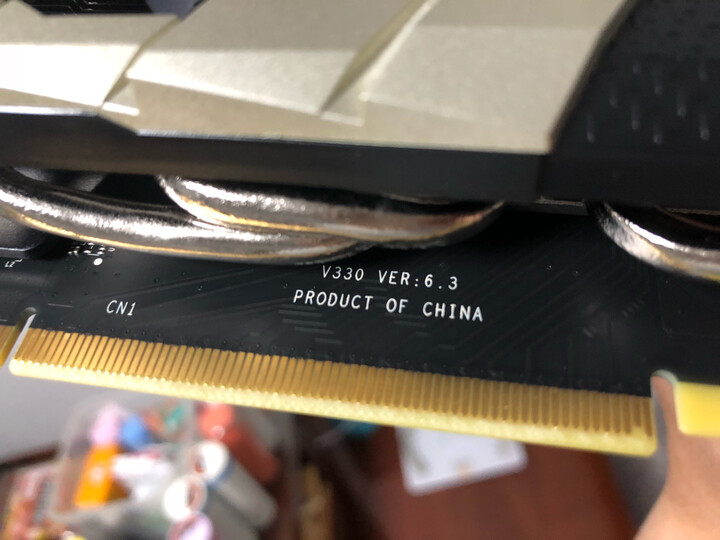 V330 VER:6.3
PRODUCT OF CHINA
CN1